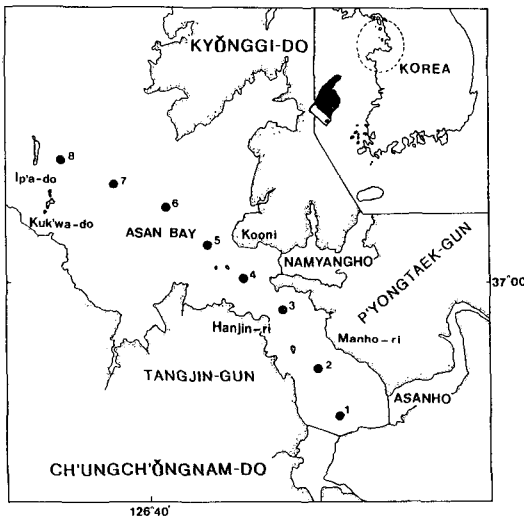 KYŎNGGI-DO
KOREA
Ip'a-do
8
7
6
Kuk'wa-do
ASAN BAY
5
Kooni
NAMYANGHO
P'YONGTAEK-GUN
4
37°00
3
Hanjin-ri
Manho-ri
2
TANGJIN-GUN
ASANHO
1
CH'UNGCH'ŎNGNAM-DO
126°40'